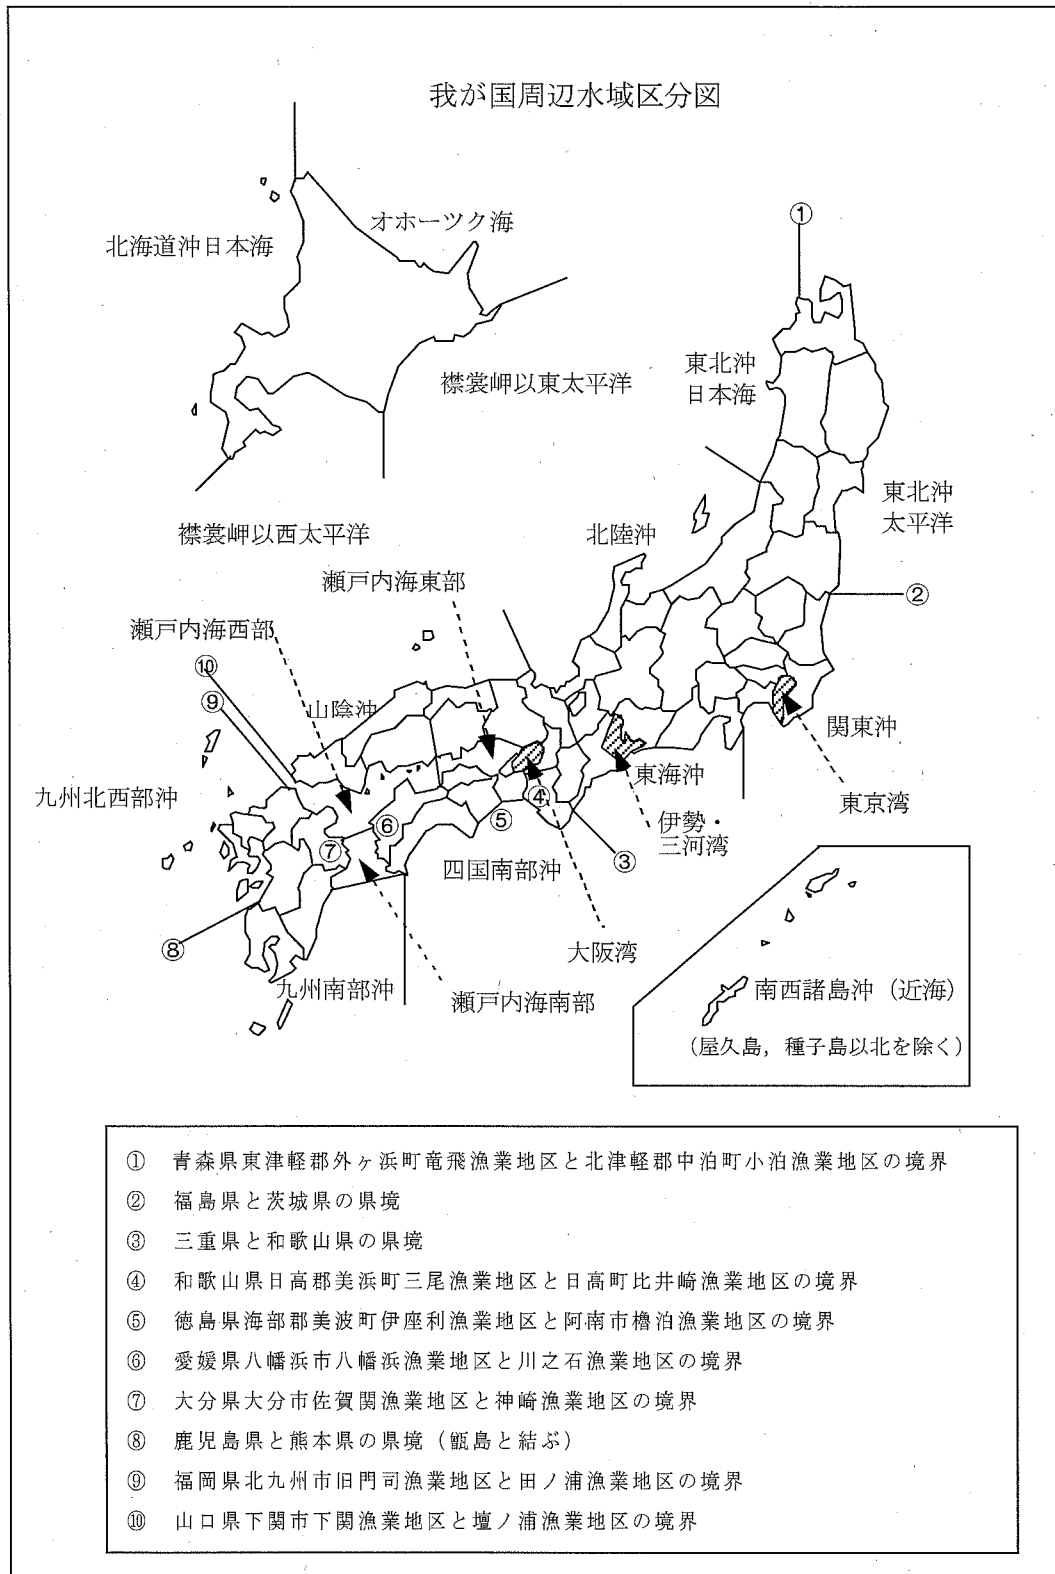 我が国周辺水域区分図
オホーツク海
北海道沖日本海
①
東北沖
日本海
襟裳岬以東太平洋
東北沖
太平洋
襟裳岬以西太平洋
北陸沖
瀬戸内海東部
②
瀬戸内海西部
⑩
⑨
山陰沖
関東沖
東海沖
九州北西部沖
東京湾
④
⑤
⑥
伊勢・
三河湾
⑦
③
四国南部沖
⑧
大阪湾
九州南部沖
瀬戸内海南部
南西諸島沖（近海）
（屋久島，種子島以北を除く）
① 青森県東津軽郡外ヶ浜町竜飛漁業地区と北津軽郡中泊町小泊漁業地区の境界
② 福島県と茨城県の県境
③ 三重県と和歌山県の県境
④ 和歌山県日高郡美浜町三尾漁業地区と日高町比井崎漁業地区の境界
⑤ 徳島県海部郡美波町伊座利漁業地区と阿南市椿泊漁業地区の境界
⑥ 愛媛県八幡浜市八幡浜漁業地区と川之石漁業地区の境界
⑦ 大分県大分市佐賀関漁業地区と神崎漁業地区の境界
⑧ 鹿児島県と熊本県の県境（甑島と結ぶ）
⑨ 福岡県北九州市旧門司漁業地区と田ノ浦漁業地区の境界
⑩ 山口県下関市下関漁業地区と壇ノ浦漁業地区の境界